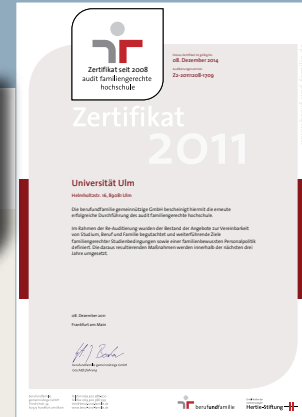 Zertifikat seit 2008
audit familiengerechte
hochschule
08. Dezember 2014
Zertifikat
2011
Universität Ulm
Helmholtzstr. 16, 89081 Ulm
Die berufundfamilie gemeinnützige GmbH bescheinigt hiermit die erneute
erfolgreiche Durchführung des audit familiengerechte hochschule.
Im Rahmen der Re-Auditierung wurden der Bestand der Angebote zur Vereinbarkeit
von Studium, Beruf und Familie begutachtet und weiterführende Ziele
familiengerechter Studienbedingungen sowie einer familienbewussten Personalpolitik
definiert. Die daraus resultierenden Maßnahmen werden innerhalb der nächsten drei
Jahre umgesetzt.
08. Dezember 2011
Frankfurt am Main
berufundfamilie gemeinnützige GmbH
Geschäftsführung
berufundfamilie
Hertie-Stiftung